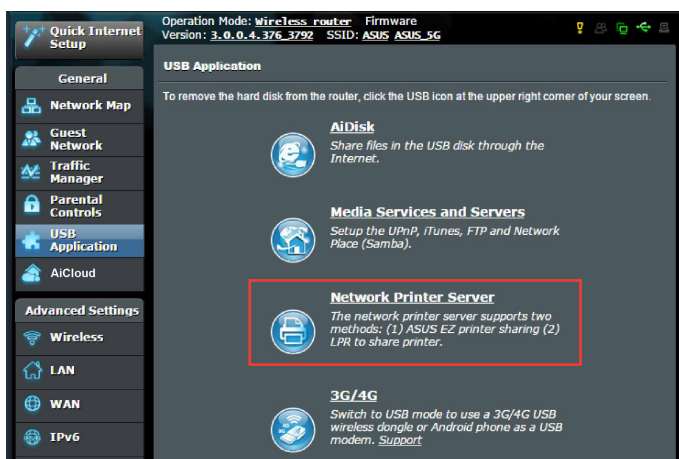 Quick Internet
Setup
Operation Mode: Wireless router Firmware
Version: 3.0.0.4.376_3792 SSID: ASUS ASUS_5G
General
Network Map
Guest
Network
Traffic
Manager
Parental
Controls
USB
Application
AiCloud
Advanced Settings
Wireless
LAN
WAN
IPv6
USB Application
To remove the hard disk from the router, click the USB icon at the upper right corner of your screen.
AiDisk
Share files in the USB disk through the
Internet.
Media Services and Servers
Setup the UPnP, iTunes, FTP and Network
Place (Samba).
Network Printer Server
The network printer server supports two
methods: (1) ASUS EZ printer sharing (2)
LPR to share printer.
3G/4G
Switch to USB mode to use a 3G/4G USB
wireless dongle or Android phone as a USB
modem. Support